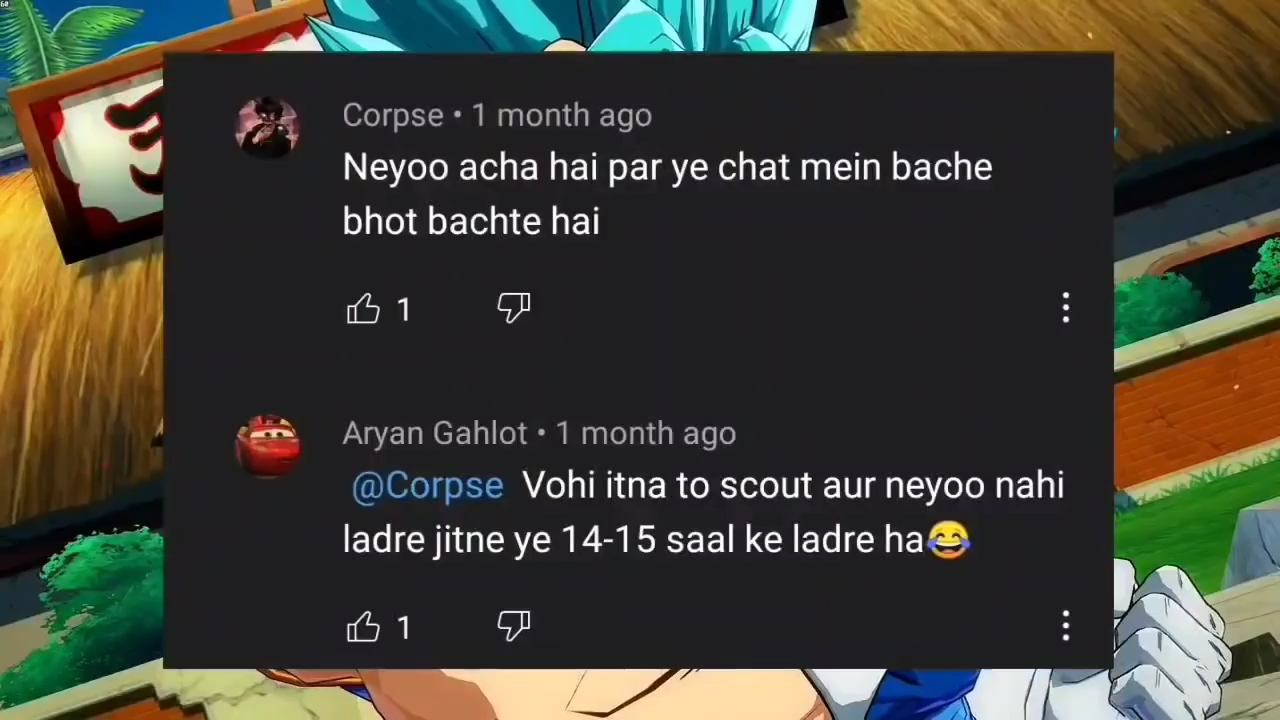 60
Corpse • 1 month ago
Neyoo acha hai par ye chat mein bache
bhot bachte hai
1
Aryan Gahlot • 1 month ago
@Corpse Vohi itna to scout aur neyoo nahi
ladre jitne ye 14-15 saal ke ladre ha😂
1